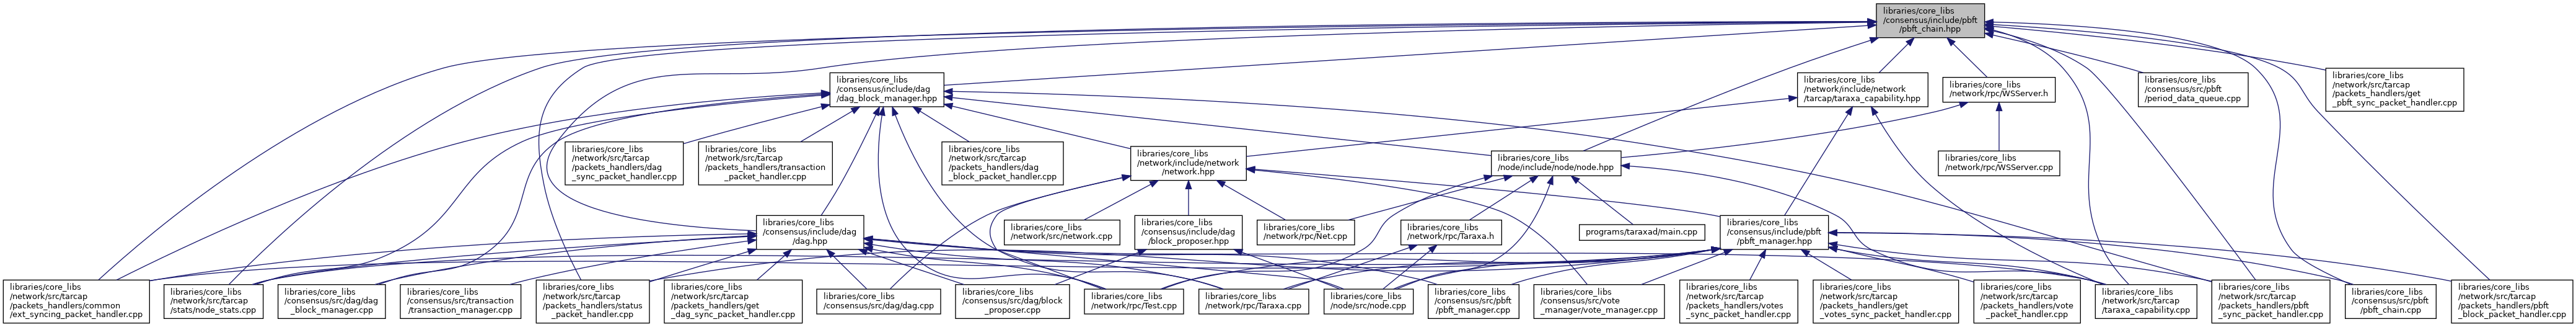 libraries/core_libs
/consensus/include/pbft
/pbft_chain.hpp
libraries/core_libs
/consensus/include/dag
/dag_block_manager.hpp
libraries/core_libs
/network/include/network
/tarcap/taraxa_capability.hpp
libraries/core_libs
/network/rpc/WSServer.h
libraries/core_libs
/consensus/src/pbft
/period_data_queue.cpp
libraries/core_libs
/network/src/tarcap
/packets_handlers/get
_pbft_sync_packet_handler.cpp
libraries/core_libs
/network/src/tarcap
/packets_handlers/dag
_sync_packet_handler.cpp
libraries/core_libs
/network/src/tarcap
/packets_handlers/transaction
_packet_handler.cpp
libraries/core_libs
/network/src/tarcap
/packets_handlers/dag
_block_packet_handler.cpp
libraries/core_libs
/network/include/network
/network.hpp
libraries/core_libs
/node/include/node/node.hpp
libraries/core_libs
/network/rpc/WSServer.cpp
libraries/core_libs
/consensus/include/dag
/dag.hpp
libraries/core_libs
/network/src/network.cpp
libraries/core_libs
/consensus/include/dag
/block_proposer.hpp
libraries/core_libs
/network/rpc/Net.cpp
libraries/core_libs
/network/rpc/Taraxa.h
programs/taraxad/main.cpp
libraries/core_libs
/consensus/include/pbft
/pbft_manager.hpp
libraries/core_libs
/network/src/tarcap
/packets_handlers/common
/ext_syncing_packet_handler.cpp
libraries/core_libs
/network/src/tarcap
/stats/node_stats.cpp
libraries/core_libs
/consensus/src/dag/dag
_block_manager.cpp
libraries/core_libs
/consensus/src/transaction
/transaction_manager.cpp
libraries/core_libs
/network/src/tarcap
/packets_handlers/status
_packet_handler.cpp
libraries/core_libs
/network/src/tarcap
/packets_handlers/get
_dag_sync_packet_handler.cpp
libraries/core_libs
/consensus/src/dag/dag.cpp
libraries/core_libs
/consensus/src/dag/block
_proposer.cpp
libraries/core_libs
/network/rpc/Test.cpp
libraries/core_libs
/network/rpc/Taraxa.cpp
libraries/core_libs
/node/src/node.cpp
libraries/core_libs
/consensus/src/pbft
/pbft_manager.cpp
libraries/core_libs
/consensus/src/vote
_manager/vote_manager.cpp
libraries/core_libs
/network/src/tarcap
/packets_handlers/votes
_sync_packet_handler.cpp
libraries/core_libs
/network/src/tarcap
/packets_handlers/get
_votes_sync_packet_handler.cpp
libraries/core_libs
/network/src/tarcap
/packets_handlers/vote
_packet_handler.cpp
libraries/core_libs
/network/src/tarcap
/taraxa_capability.cpp
libraries/core_libs
/network/src/tarcap
/packets_handlers/pbft
_sync_packet_handler.cpp
libraries/core_libs
/consensus/src/pbft
/pbft_chain.cpp
libraries/core_libs
/network/src/tarcap
/packets_handlers/pbft
_block_packet_handler.cpp